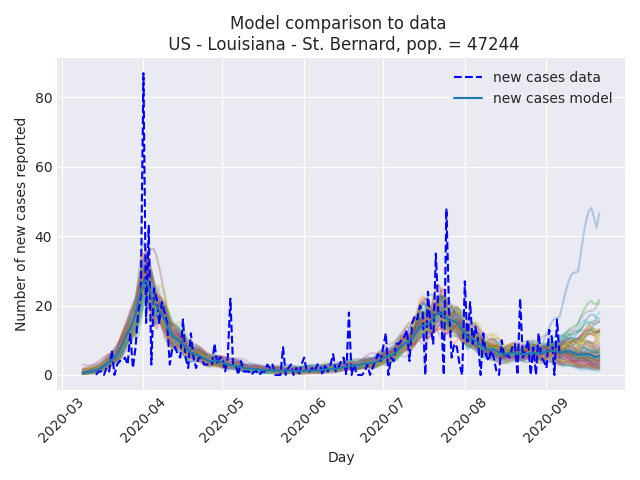 Model comparison to data
US - Louisiana - St. Bernard, pop. = 47244
new cases data
new cases model
Number of new cases reported
80
60
40
20
0
2020-03
2020-04
2020-05
2020-06
2020-07
2020-08
2020-09
Day